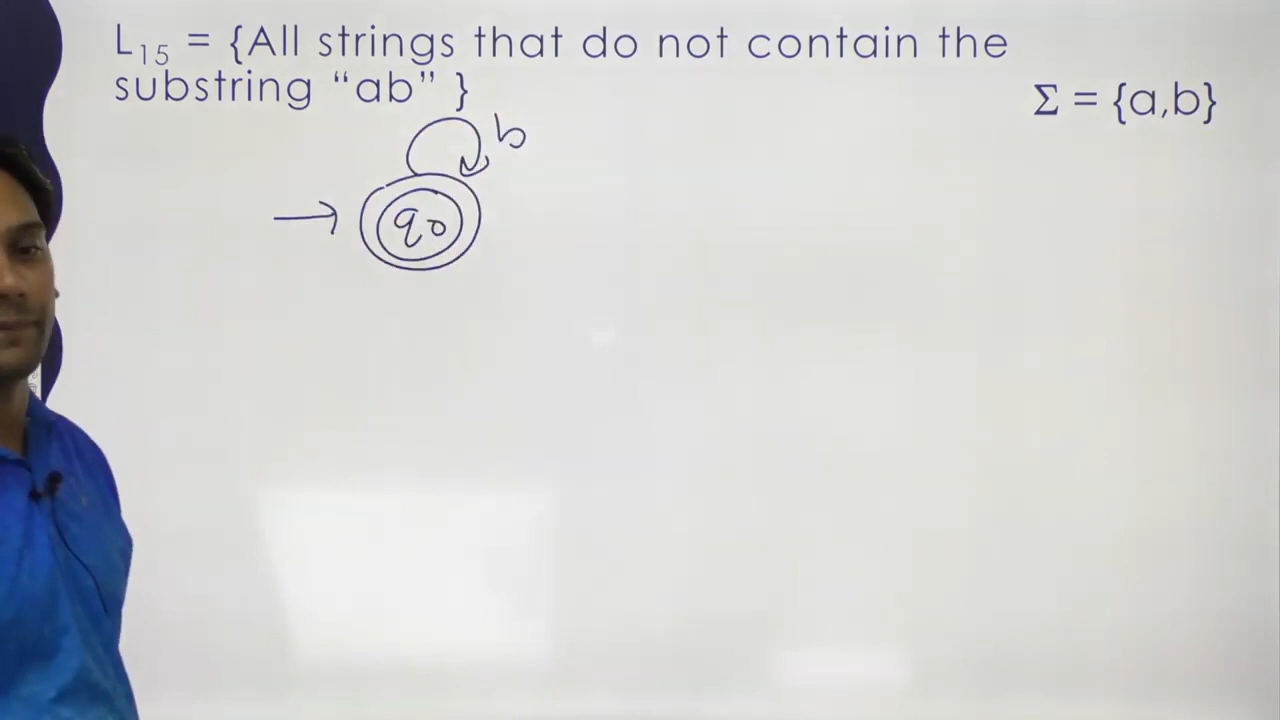 L₁₅ = {All strings that do not contain the
substring “ab” }
Σ = {a,b}
b
q0